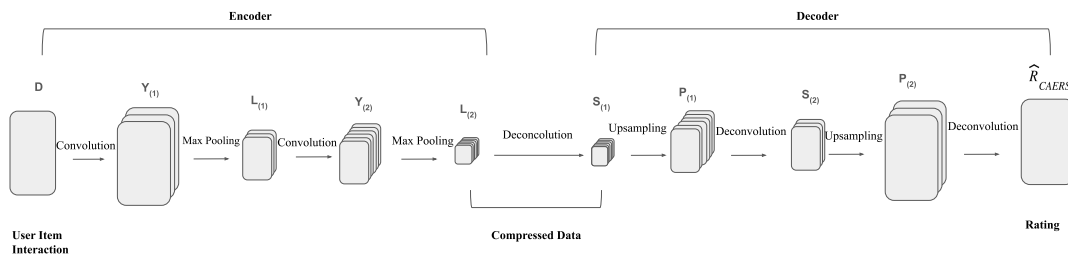 Encoder
Decoder
D
Y(1)
L(1)
Y(2)
L(2)
S(1)
P(1)
S(2)
P(2)
R̂CAERS
Convolution
Max Pooling
Convolution
Max Pooling
Deconcolution
Upsampling
Deconvolution
Upsampling
Deconvolution
User Item
Interaction
Compressed Data
Rating